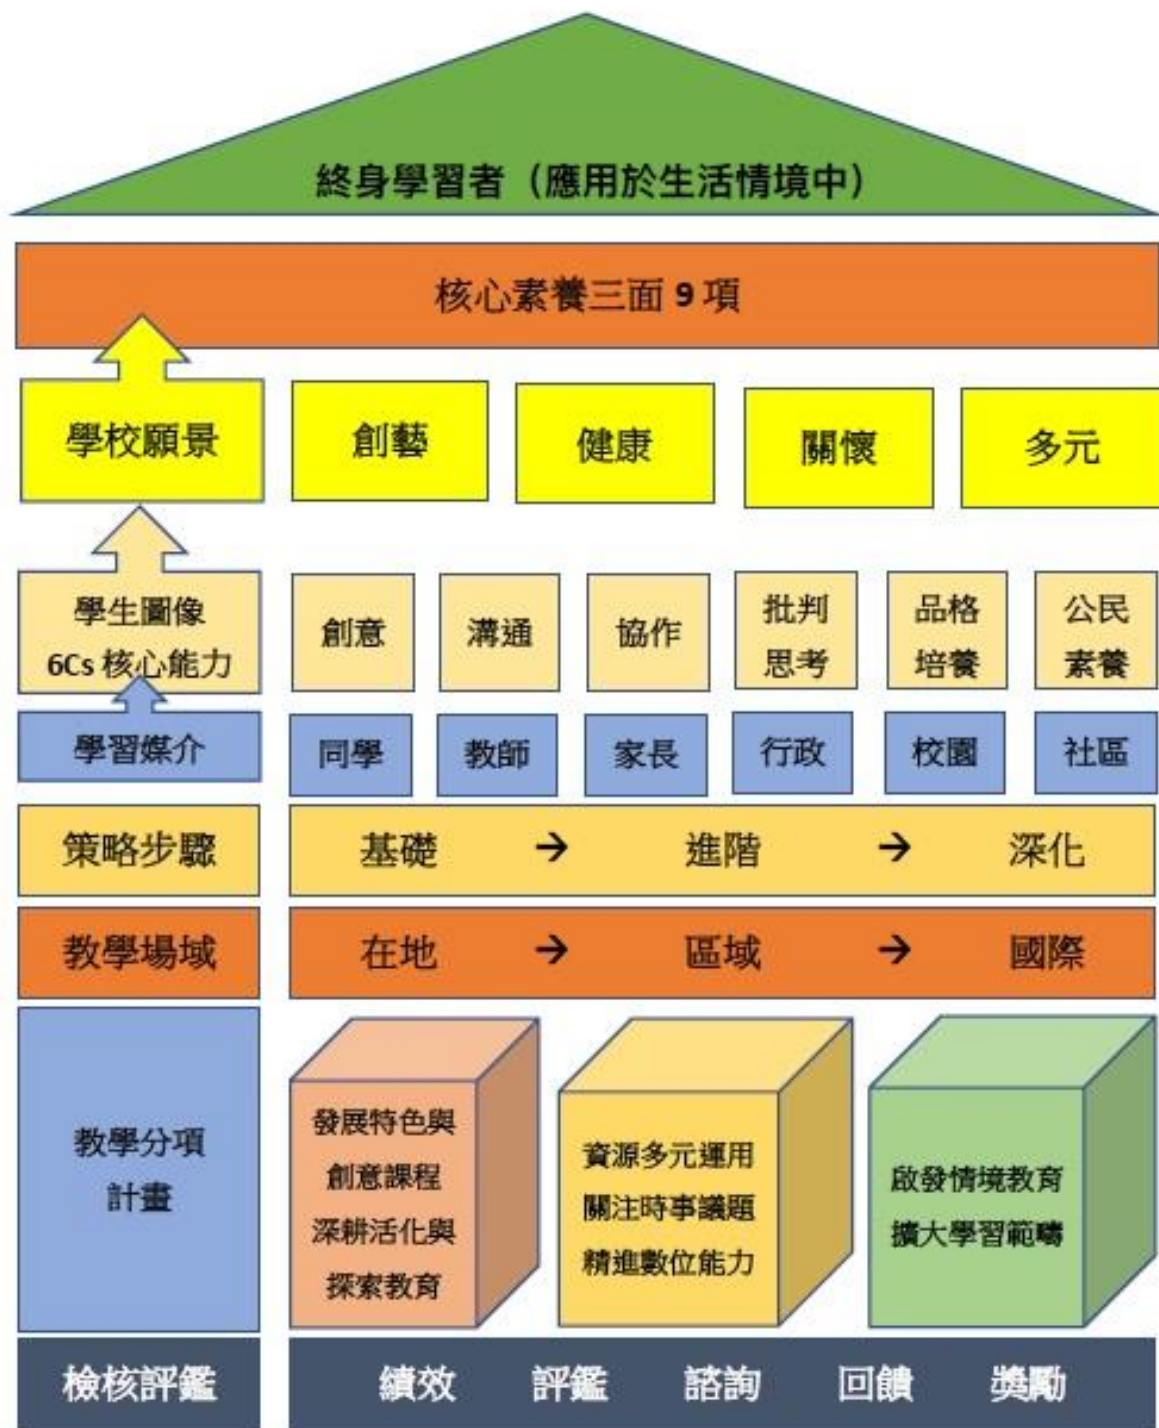 終身學習者（應用於生活情境中）
核心素養三面 9 項
學校願景 創藝 健康 關懷 多元
學生圖像
6Cs 核心能力
創意 溝通 協作
批判
思考
品格
培養
公民
素養
學習媒介 同學 教師 家長 行政 校園 社區
策略步驟 基礎 → 進階 → 深化
教學場域 在地 → 區域 → 國際
教學分項
計畫
發展特色與
創意課程
深耕活化與
探索教育
資源多元運用
關注時事議題
精進數位能力
啟發情境教育
擴大學習範疇
檢核評鑑 績效 評鑑 諮詢 回饋 獎勵